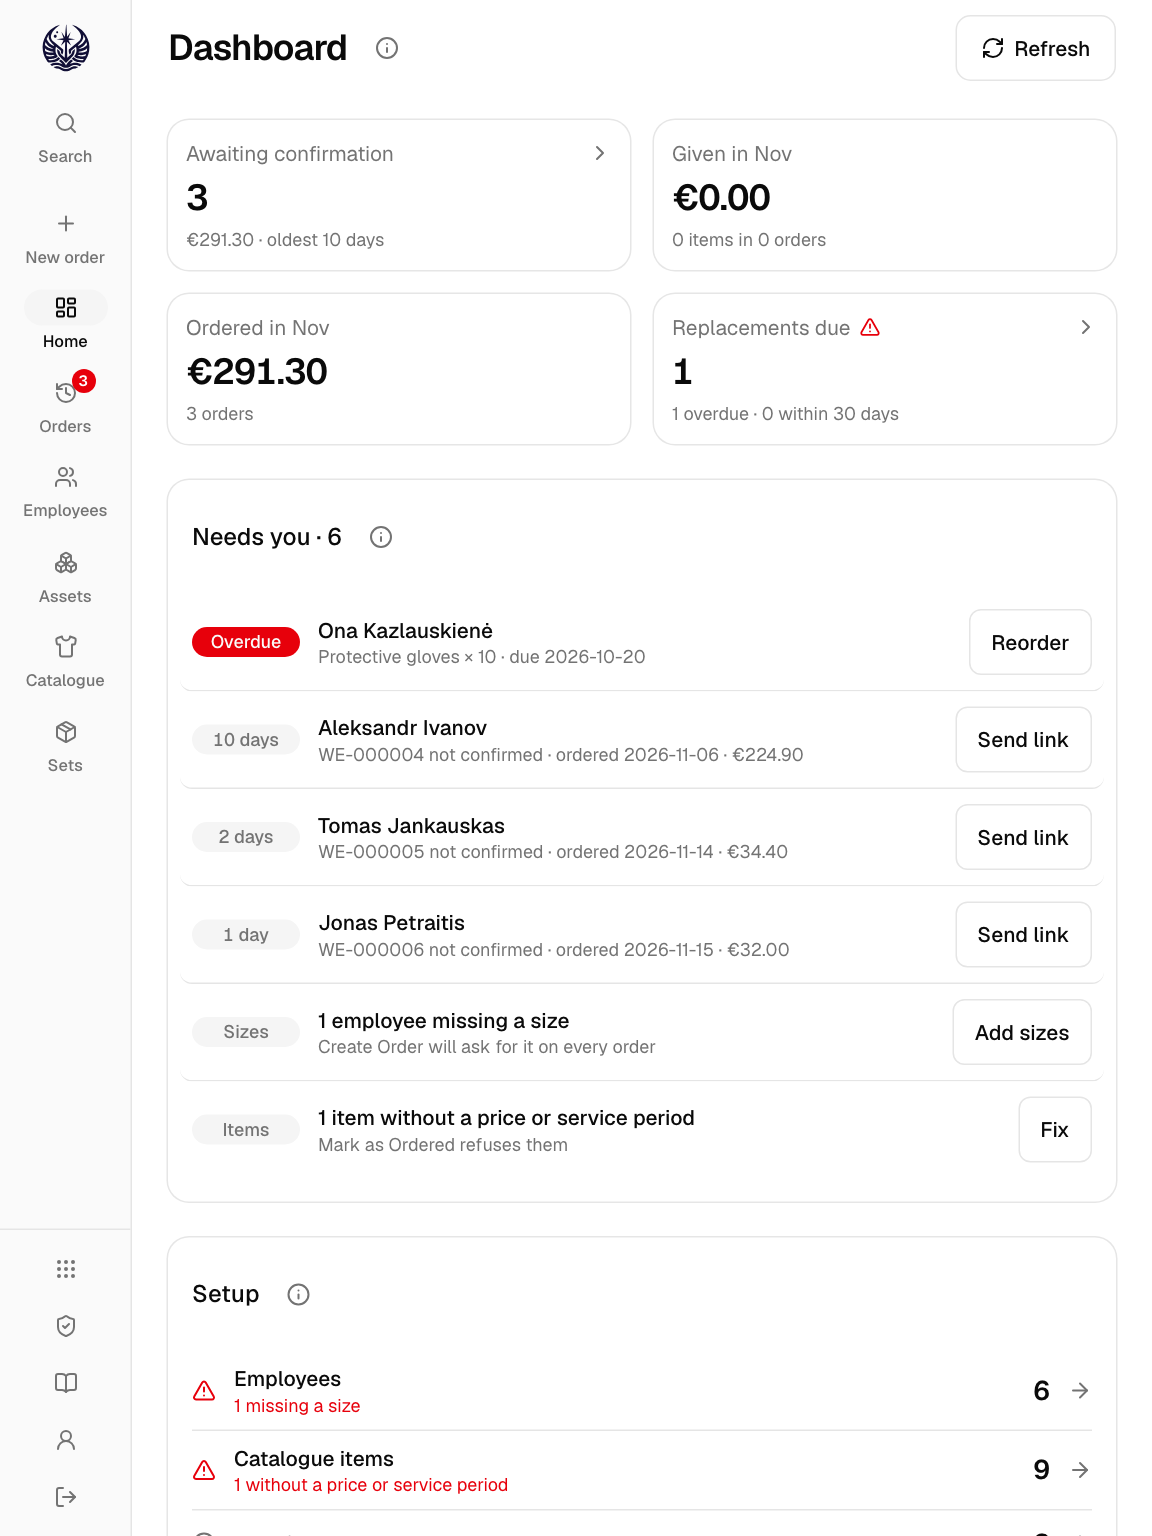 Dashboard
Refresh
Search
New order
Home
3
Orders
Employees
Assets
Catalogue
Sets
Awaiting confirmation
3
€291.30 · oldest 10 days
Given in Nov
€0.00
0 items in 0 orders
Ordered in Nov
€291.30
3 orders
Replacements due
1
1 overdue · 0 within 30 days
Needs you · 6
Overdue
Ona Kazlauskienė
Protective gloves × 10 · due 2026-10-20
Reorder
10 days
Aleksandr Ivanov
WE-000004 not confirmed · ordered 2026-11-06 · €224.90
Send link
2 days
Tomas Jankauskas
WE-000005 not confirmed · ordered 2026-11-14 · €34.40
Send link
1 day
Jonas Petraitis
WE-000006 not confirmed · ordered 2026-11-15 · €32.00
Send link
Sizes
1 employee missing a size
Create Order will ask for it on every order
Add sizes
Items
1 item without a price or service period
Mark as Ordered refuses them
Fix
Setup
Employees
1 missing a size
6
Catalogue items
1 without a price or service period
9